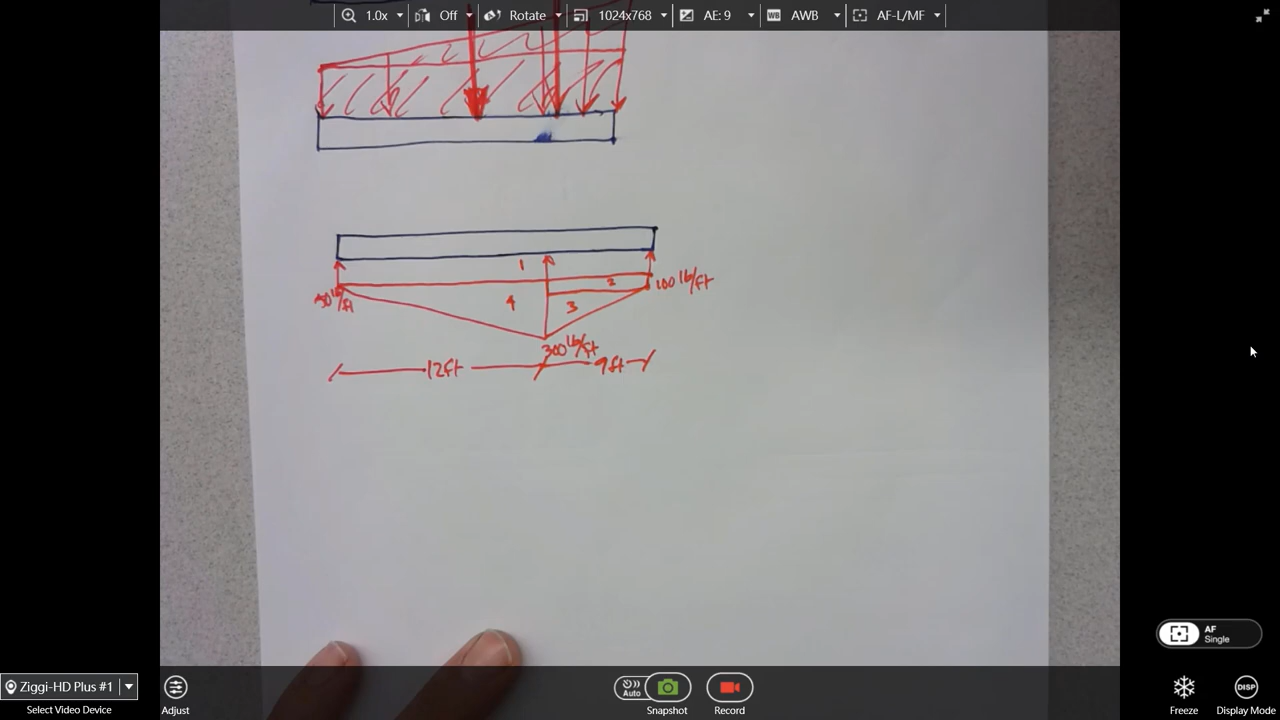 1.0x Off Rotate 1024x768 AE: 9 WB AWB AF-L/MF
1
2
100 lb/ft
50 lb/ft
4
3
300 lb/ft
12ft
9ft
AF
Single
Ziggi-HD Plus #1
Select Video Device
Adjust
Auto
Snapshot
Record
Freeze
DISP
Display Mode